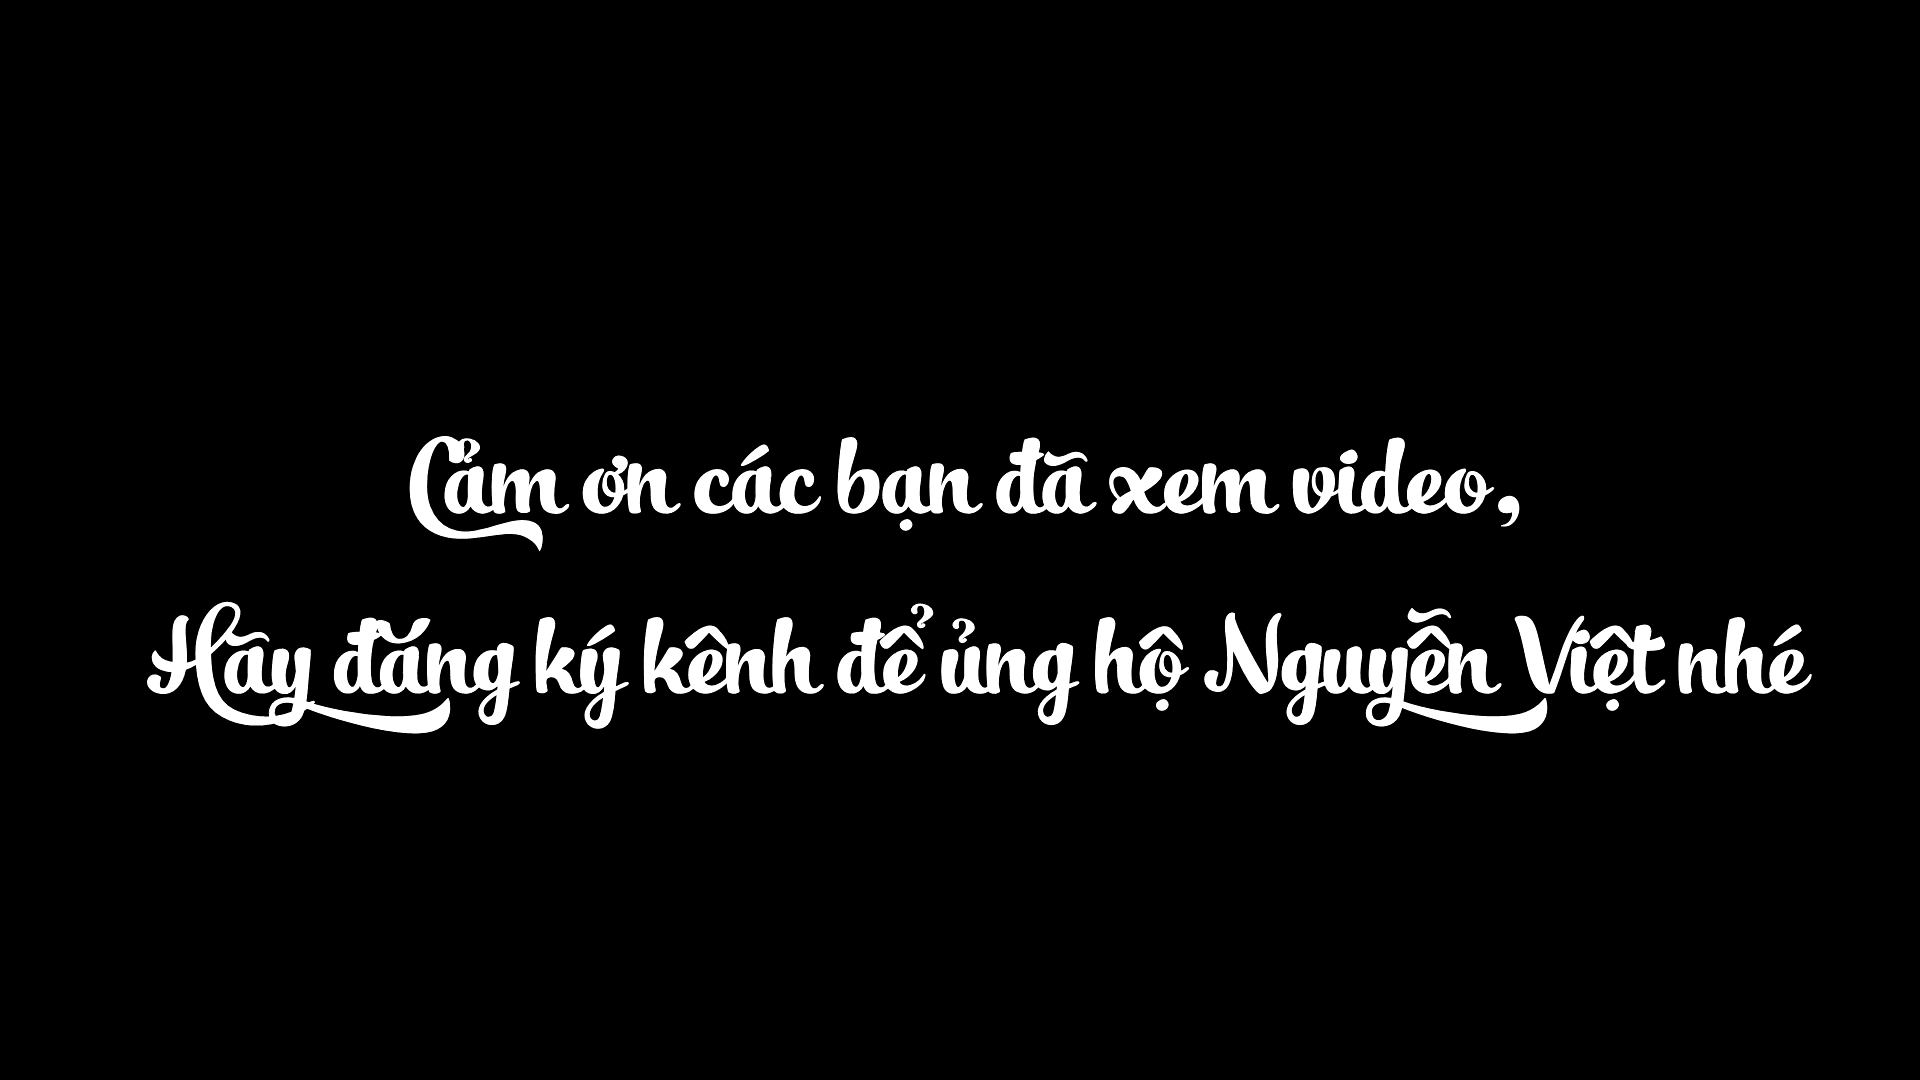 Cảm ơn các bạn đã xem video,
Hãy đăng ký kênh để ủng hộ Nguyễn Việt nhé